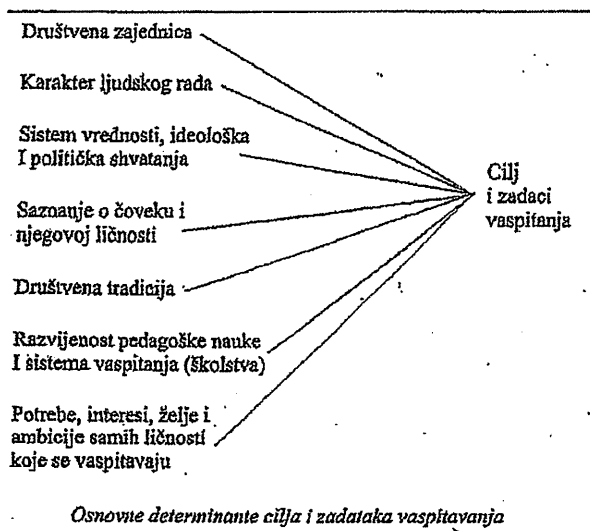 Društvena zajednica
Karakter ljudskog rada
Sistem vrednosti, ideološka
I politička shvatanja
Saznanje o čoveku i
njegovoj ličnosti
Društvena tradicija
Razvijenost pedagoške nauke
I sistema vaspitanja (školstva)
Potrebe, interesi, želje i
ambicije samih ličnosti
koje se vaspitavaju
Cilj
i zadaci
vaspitanja
Osnovne determinante cilja i zadataka vaspitavanja